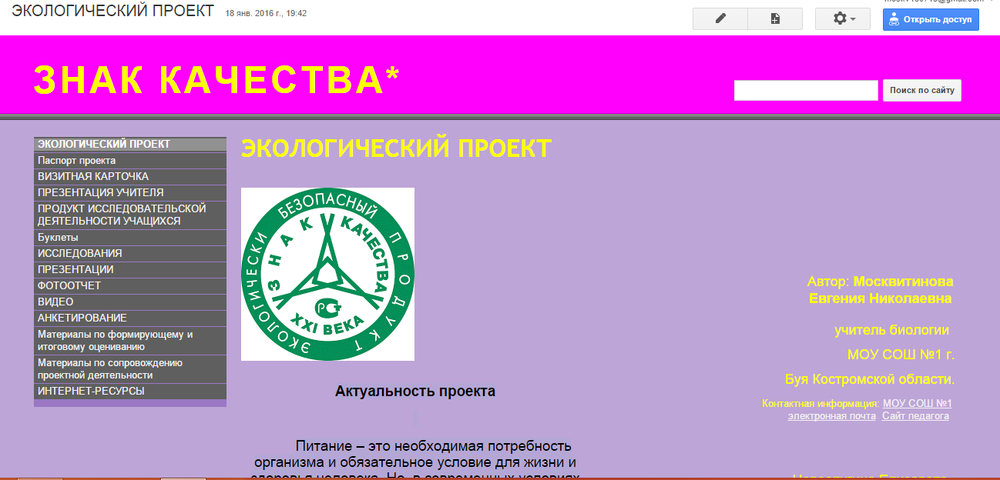 ЭКОЛОГИЧЕСКИЙ ПРОЕКТ 18 янв. 2016 г., 19:42
Открыть доступ
ЗНАК КАЧЕСТВА*
Поиск по сайту
ЭКОЛОГИЧЕСКИЙ ПРОЕКТ
Паспорт проекта
ВИЗИТНАЯ КАРТОЧКА
ПРЕЗЕНТАЦИЯ УЧИТЕЛЯ
ПРОДУКТ ИССЛЕДОВАТЕЛЬСКОЙ
ДЕЯТЕЛЬНОСТИ УЧАЩИХСЯ
Буклеты
ИССЛЕДОВАНИЯ
ПРЕЗЕНТАЦИИ
ФОТООТЧЕТ
ВИДЕО
АНКЕТИРОВАНИЕ
Материалы по формирующему и
итоговому оцениванию
Материалы по сопровождению
проектной деятельности
ИНТЕРНЕТ-РЕСУРСЫ
ЭКОЛОГИЧЕСКИЙ ПРОЕКТ
ЭКОЛОГИЧЕСКИ БЕЗОПАСНЫЙ ПРОДУКТ
ЗНАК КАЧЕСТВА
РСТ
XXI ВЕКА
Актуальность проекта
Питание – это необходимая потребность
организма и обязательное условие для жизни и
здоровья человека. Но, в современных условиях
Автор: Москвитинова
Евгения Николаевна
учитель биологии
МОУ СОШ №1 г.
Буя Костромской области.
Контактная информация: МОУ СОШ №1
электронная почта Сайт педагога